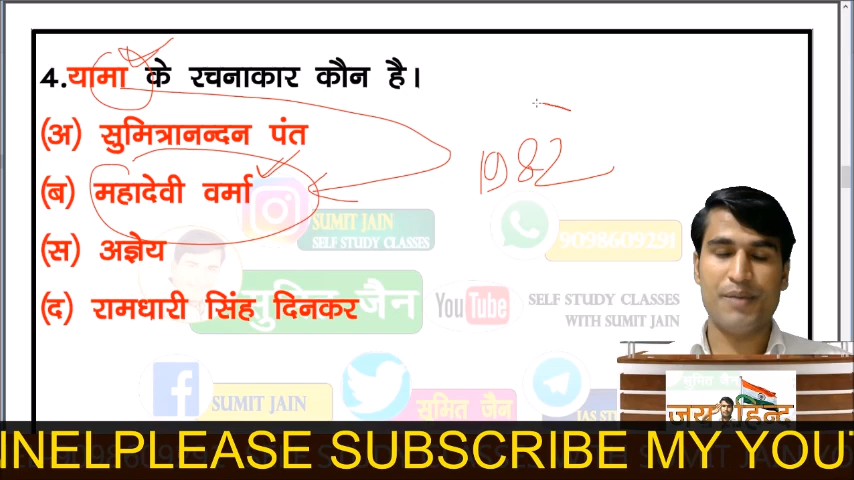 4.यामा के रचनाकार कौन है।
(अ) सुमित्रानन्दन पंत
1982
(ब) महादेवी वर्मा
SUMIT JAIN
SELF STUDY CLASSES
9098609291
(स) अज्ञेय
(द) रामधारी सिंह दिनकर
सुमित जैन
YouTube
SELF STUDY CLASSES
WITH SUMIT JAIN
SUMIT JAIN
सुमित जैन
जय हिन्द
NNELPLEASE SUBSCRIBE MY YOUT